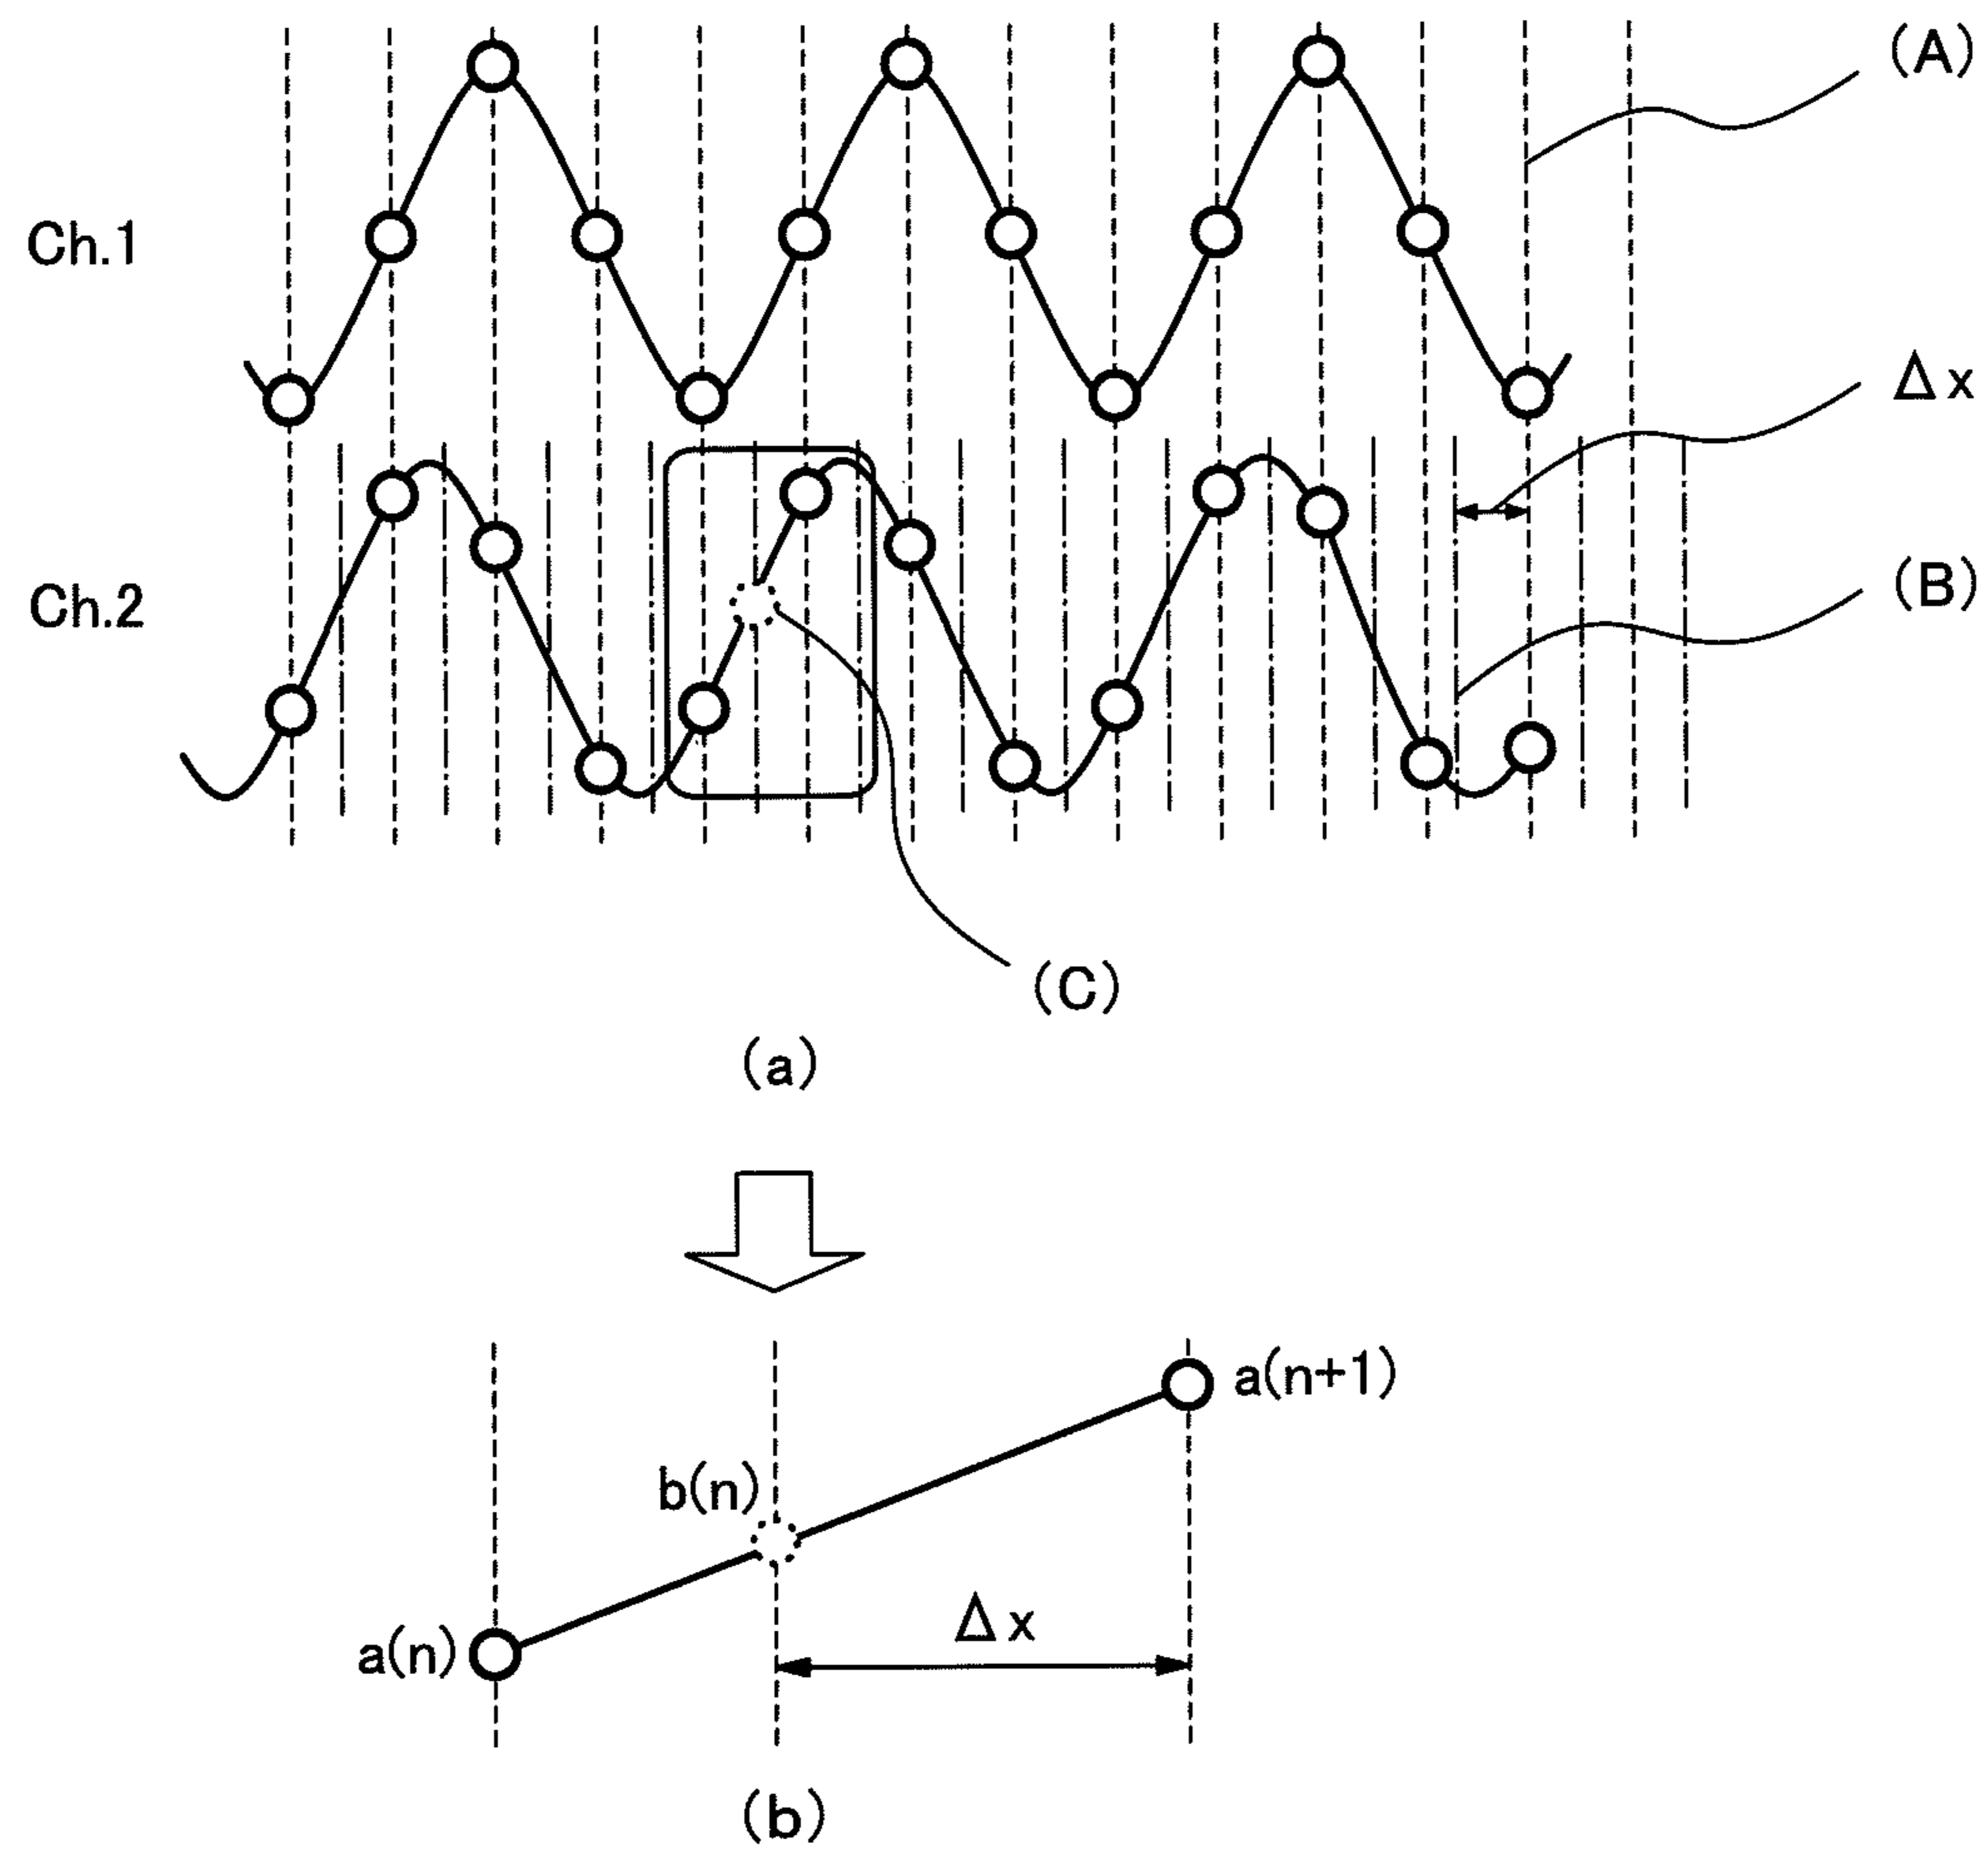 (A)
Ch.1
Δx
Ch.2
(B)
(C)
(a)
a(n+1)
b(n)
Δx
a(n)
(b)